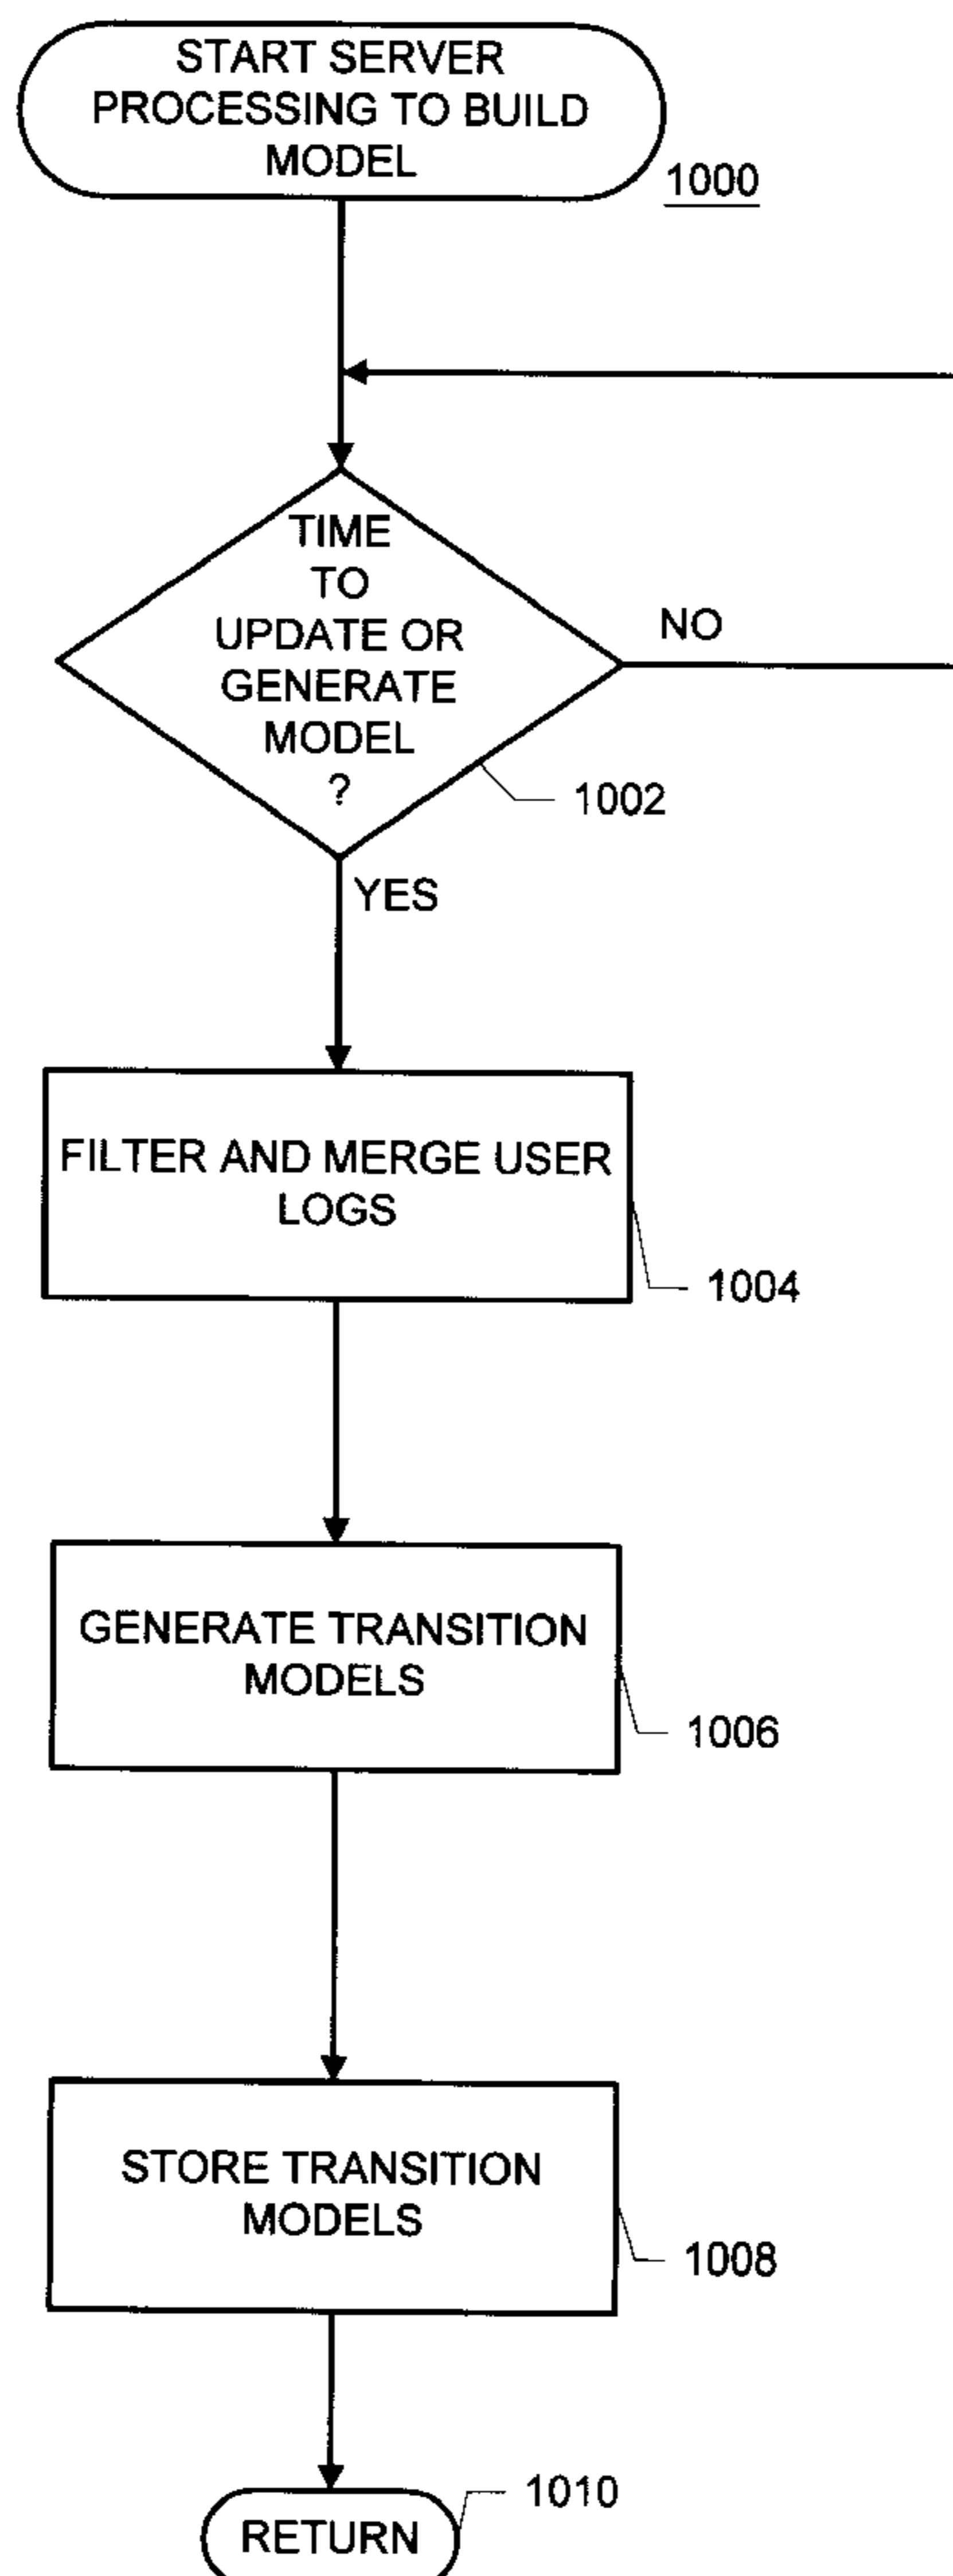 START SERVER
PROCESSING TO BUILD
MODEL
1000
TIME
TO
UPDATE OR
GENERATE
MODEL
?
NO
1002
YES
FILTER AND MERGE USER
LOGS
1004
GENERATE TRANSITION
MODELS
1006
STORE TRANSITION
MODELS
1008
1010
RETURN